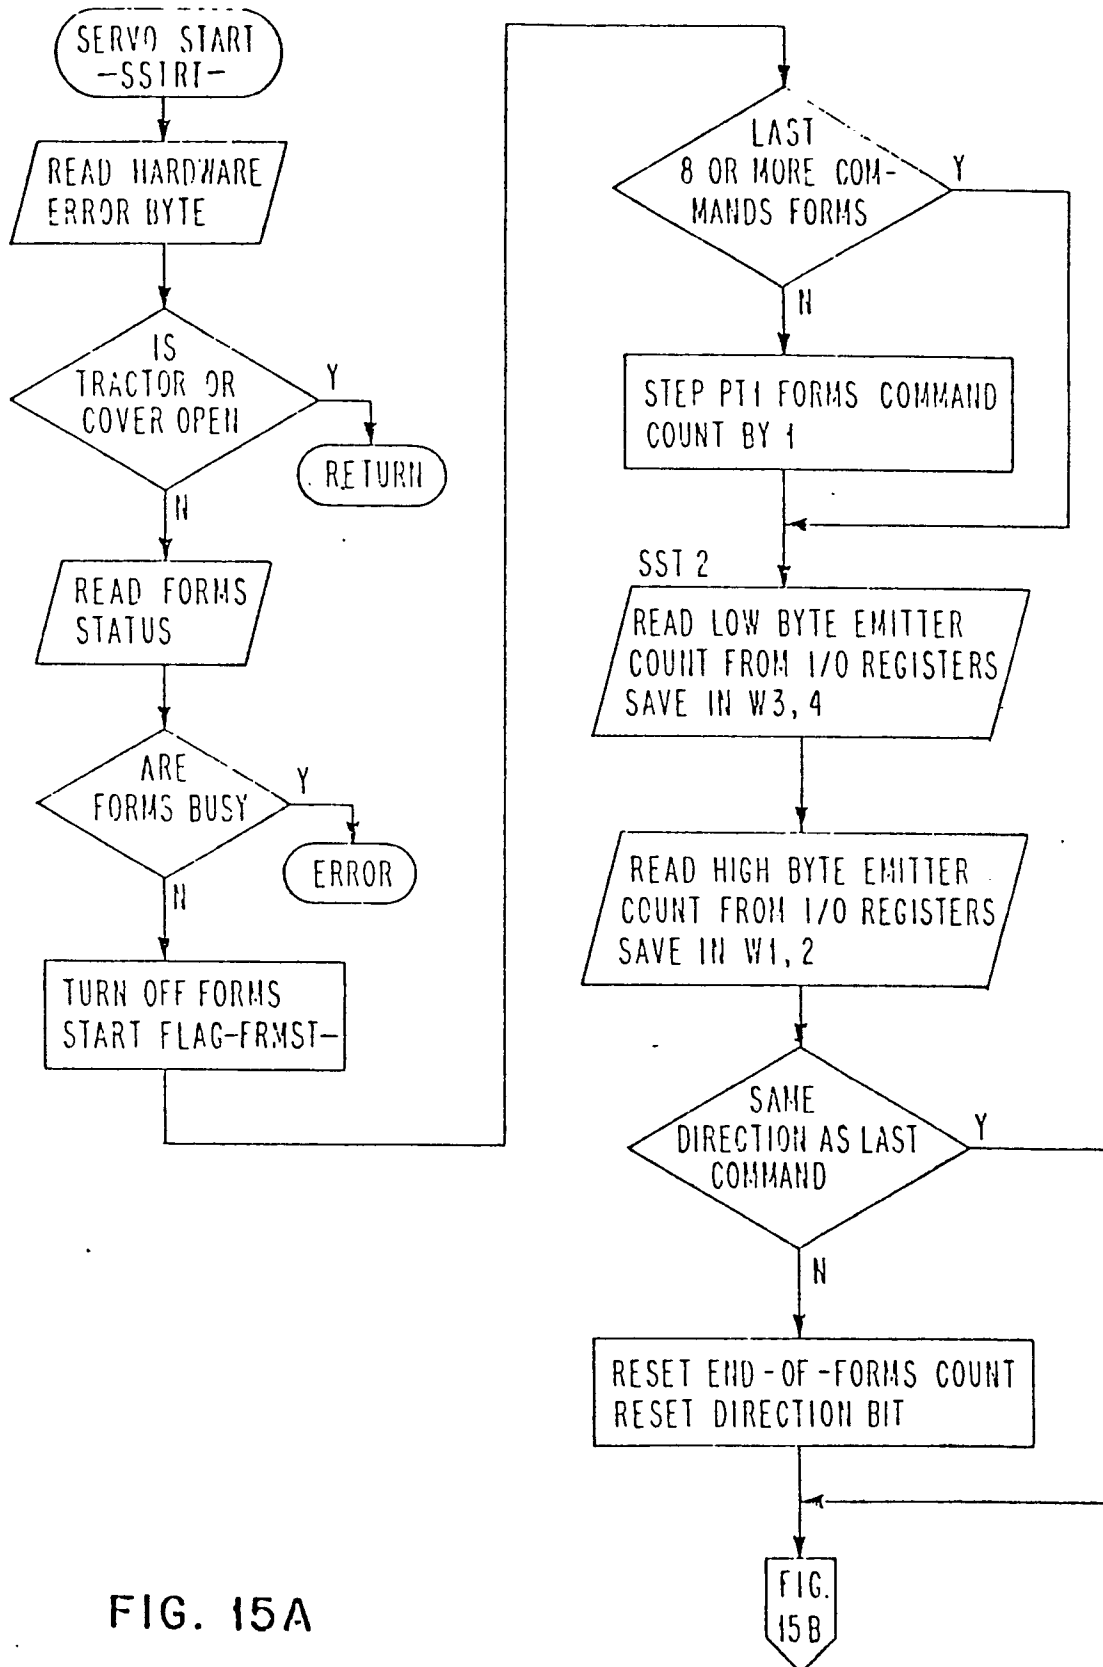 SERVO START
-SSTRT-
READ HARDWARE
ERROR BYTE
IS
TRACTOR OR
COVER OPEN
Y
RETURN
N
READ FORMS
STATUS
ARE
FORMS BUSY
Y
ERROR
N
TURN OFF FORMS
START FLAG-FRMST-
LAST
8 OR MORE COM-
MANDS FORMS
Y
N
STEP PT1 FORMS COMMAND
COUNT BY 1
SST 2
READ LOW BYTE EMITTER
COUNT FROM I/O REGISTERS
SAVE IN W3, 4
READ HIGH BYTE EMITTER
COUNT FROM I/O REGISTERS
SAVE IN W1, 2
SAME
DIRECTION AS LAST
COMMAND
Y
N
RESET END-OF-FORMS COUNT
RESET DIRECTION BIT
FIG.
15B
FIG. 15A